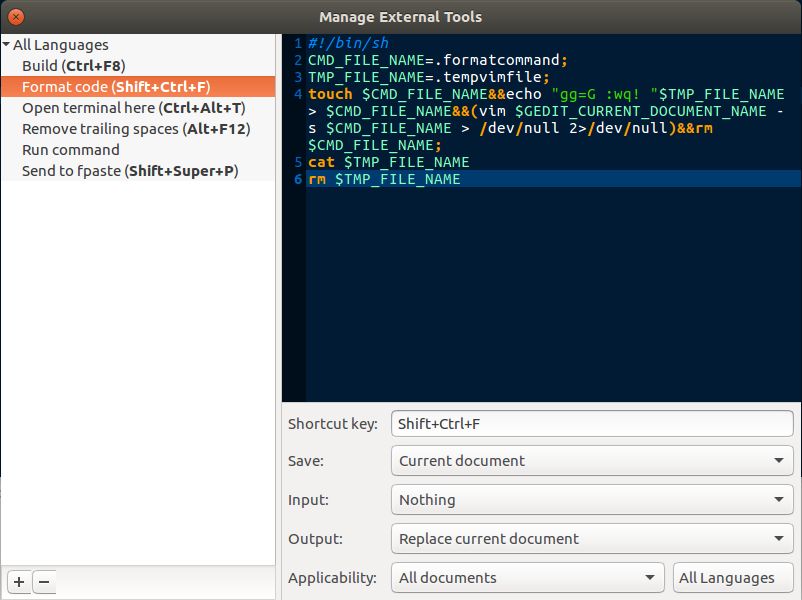 Manage External Tools
All Languages
Build (Ctrl+F8)
Format code (Shift+Ctrl+F)
Open terminal here (Ctrl+Alt+T)
Remove trailing spaces (Alt+F12)
Run command
Send to fpaste (Shift+Super+P)
1 #!/bin/sh
2 CMD_FILE_NAME=.formatcommand;
3 TMP_FILE_NAME=.tempvimfile;
4 touch $CMD_FILE_NAME&&echo "gg=G :wq! "$TMP_FILE_NAME
> $CMD_FILE_NAME&&(vim $GEDIT_CURRENT_DOCUMENT_NAME -
s $CMD_FILE_NAME > /dev/null 2>/dev/null)&&rm
$CMD_FILE_NAME;
5 cat $TMP_FILE_NAME
6 rm $TMP_FILE_NAME
Shortcut key: Shift+Ctrl+F
Save: Current document
Input: Nothing
Output: Replace current document
Applicability: All documents All Languages